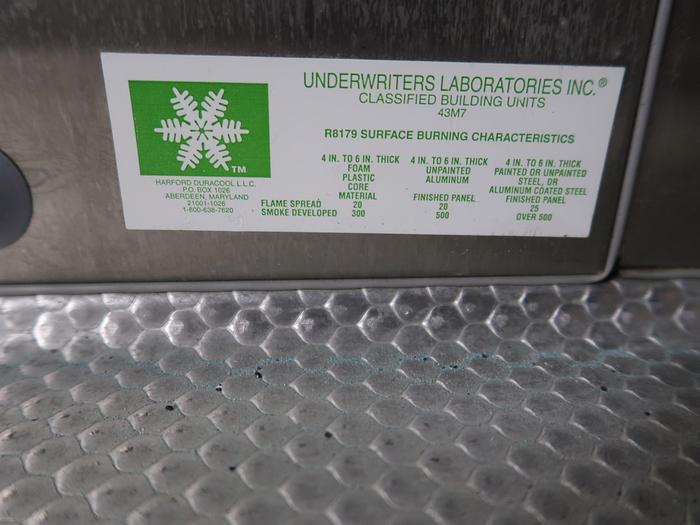 UNDERWRITERS LABORATORIES INC.®
CLASSIFIED BUILDING UNITS
43M7
R8179 SURFACE BURNING CHARACTERISTICS
TM
HARFORD DURACOOL L.L.C.
P.O. BOX 1026
ABERDEEN, MARYLAND
21001-1026
1-800-638-7620
4 IN. TO 6 IN. THICK
FOAM
PLASTIC
CORE
MATERIAL
4 IN. TO 6 IN. THICK
UNPAINTED
ALUMINUM
FINISHED PANEL
4 IN. TO 6 IN. THICK
PAINTED OR UNPAINTED
STEEL, OR
ALUMINUM COATED STEEL
FINISHED PANEL
FLAME SPREAD 20 20 25
SMOKE DEVELOPED 300 500 OVER 500